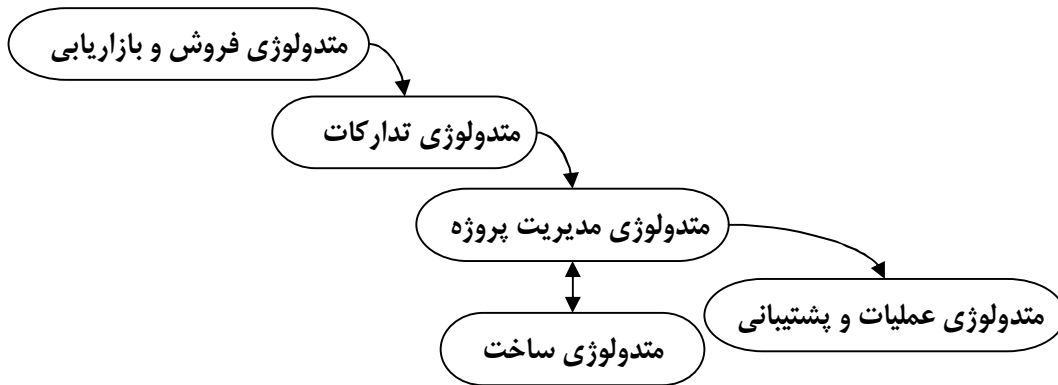 متدولوژی فروش و بازاریابی
متدولوژی تدارکات
متدولوژی مدیریت پروژه
متدولوژی عملیات و پشتیبانی
متدولوژی ساخت